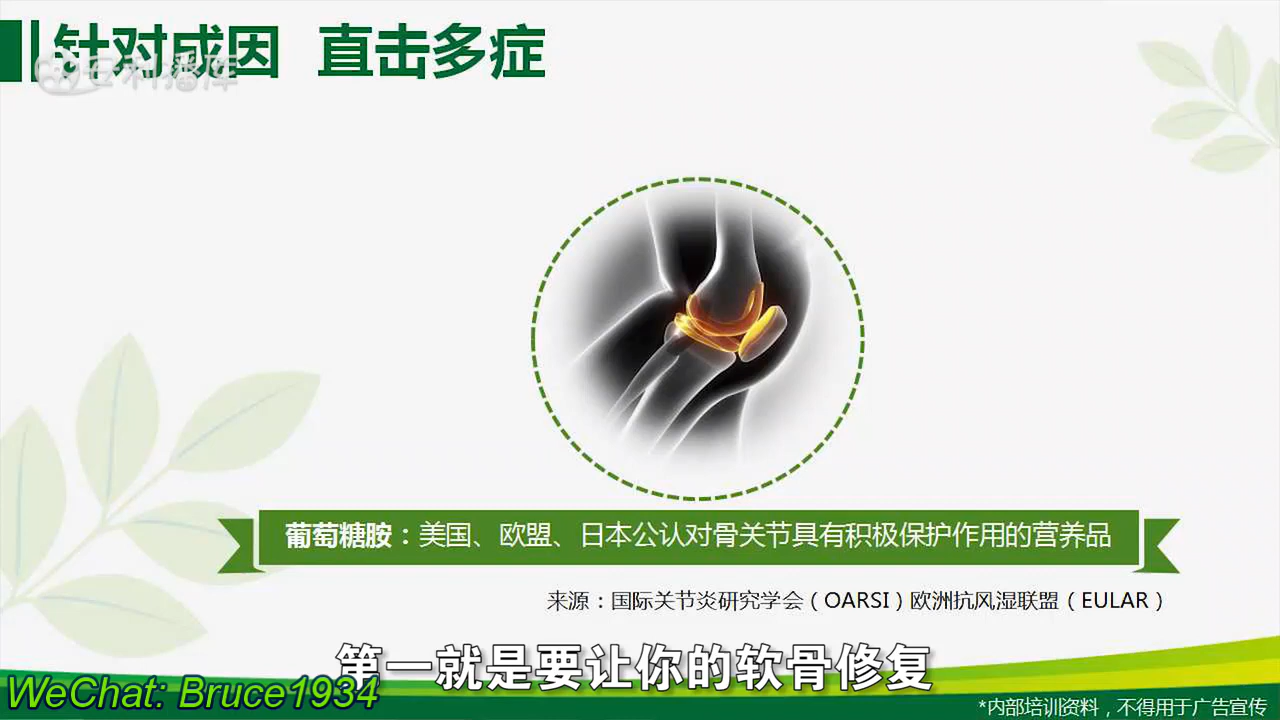 针对成因 直击多症
安利播库
葡萄糖胺：美国、欧盟、日本公认对骨关节具有积极保护作用的营养品
来源：国际关节炎研究学会（OARSI）欧洲抗风湿联盟（EULAR）
第一就是要让你的软骨修复
WeChat: Bruce1934
*内部培训资料，不得用于广告宣传